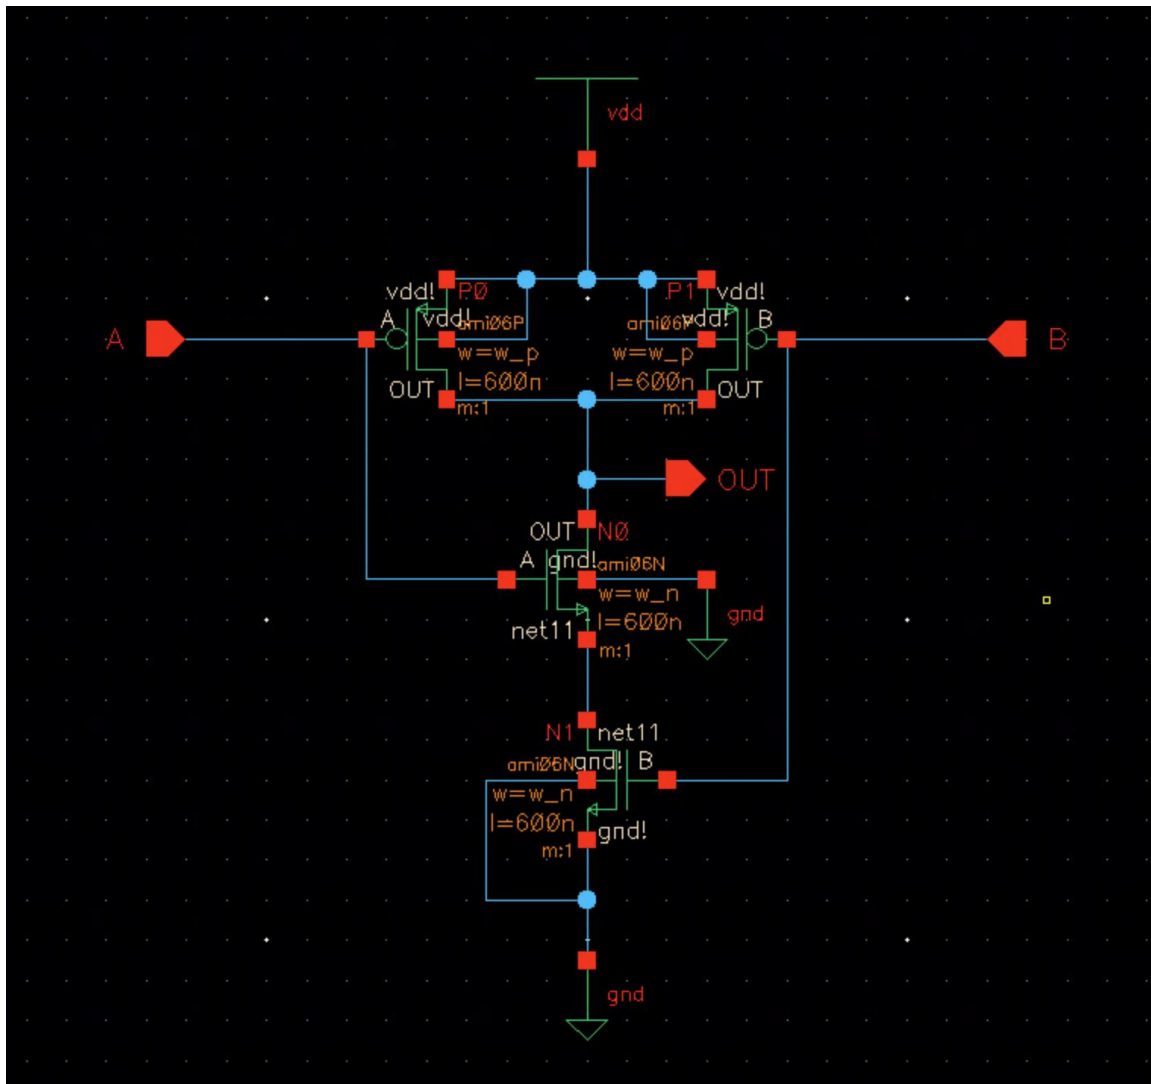 vdd
vdd! P0
P1 vdd!
A vdd! ami06P
ami06P vdd! B
A
B
w=w_p
w=w_p
l=600n
l=600n
OUT
OUT
m:1
m:1
OUT
OUT N0
A gnd! ami06N
w=w_n
gnd
l=600n
net11
m:1
N1 net11
ami06N gnd! B
w=w_n
l=600n
gnd!
m:1
gnd